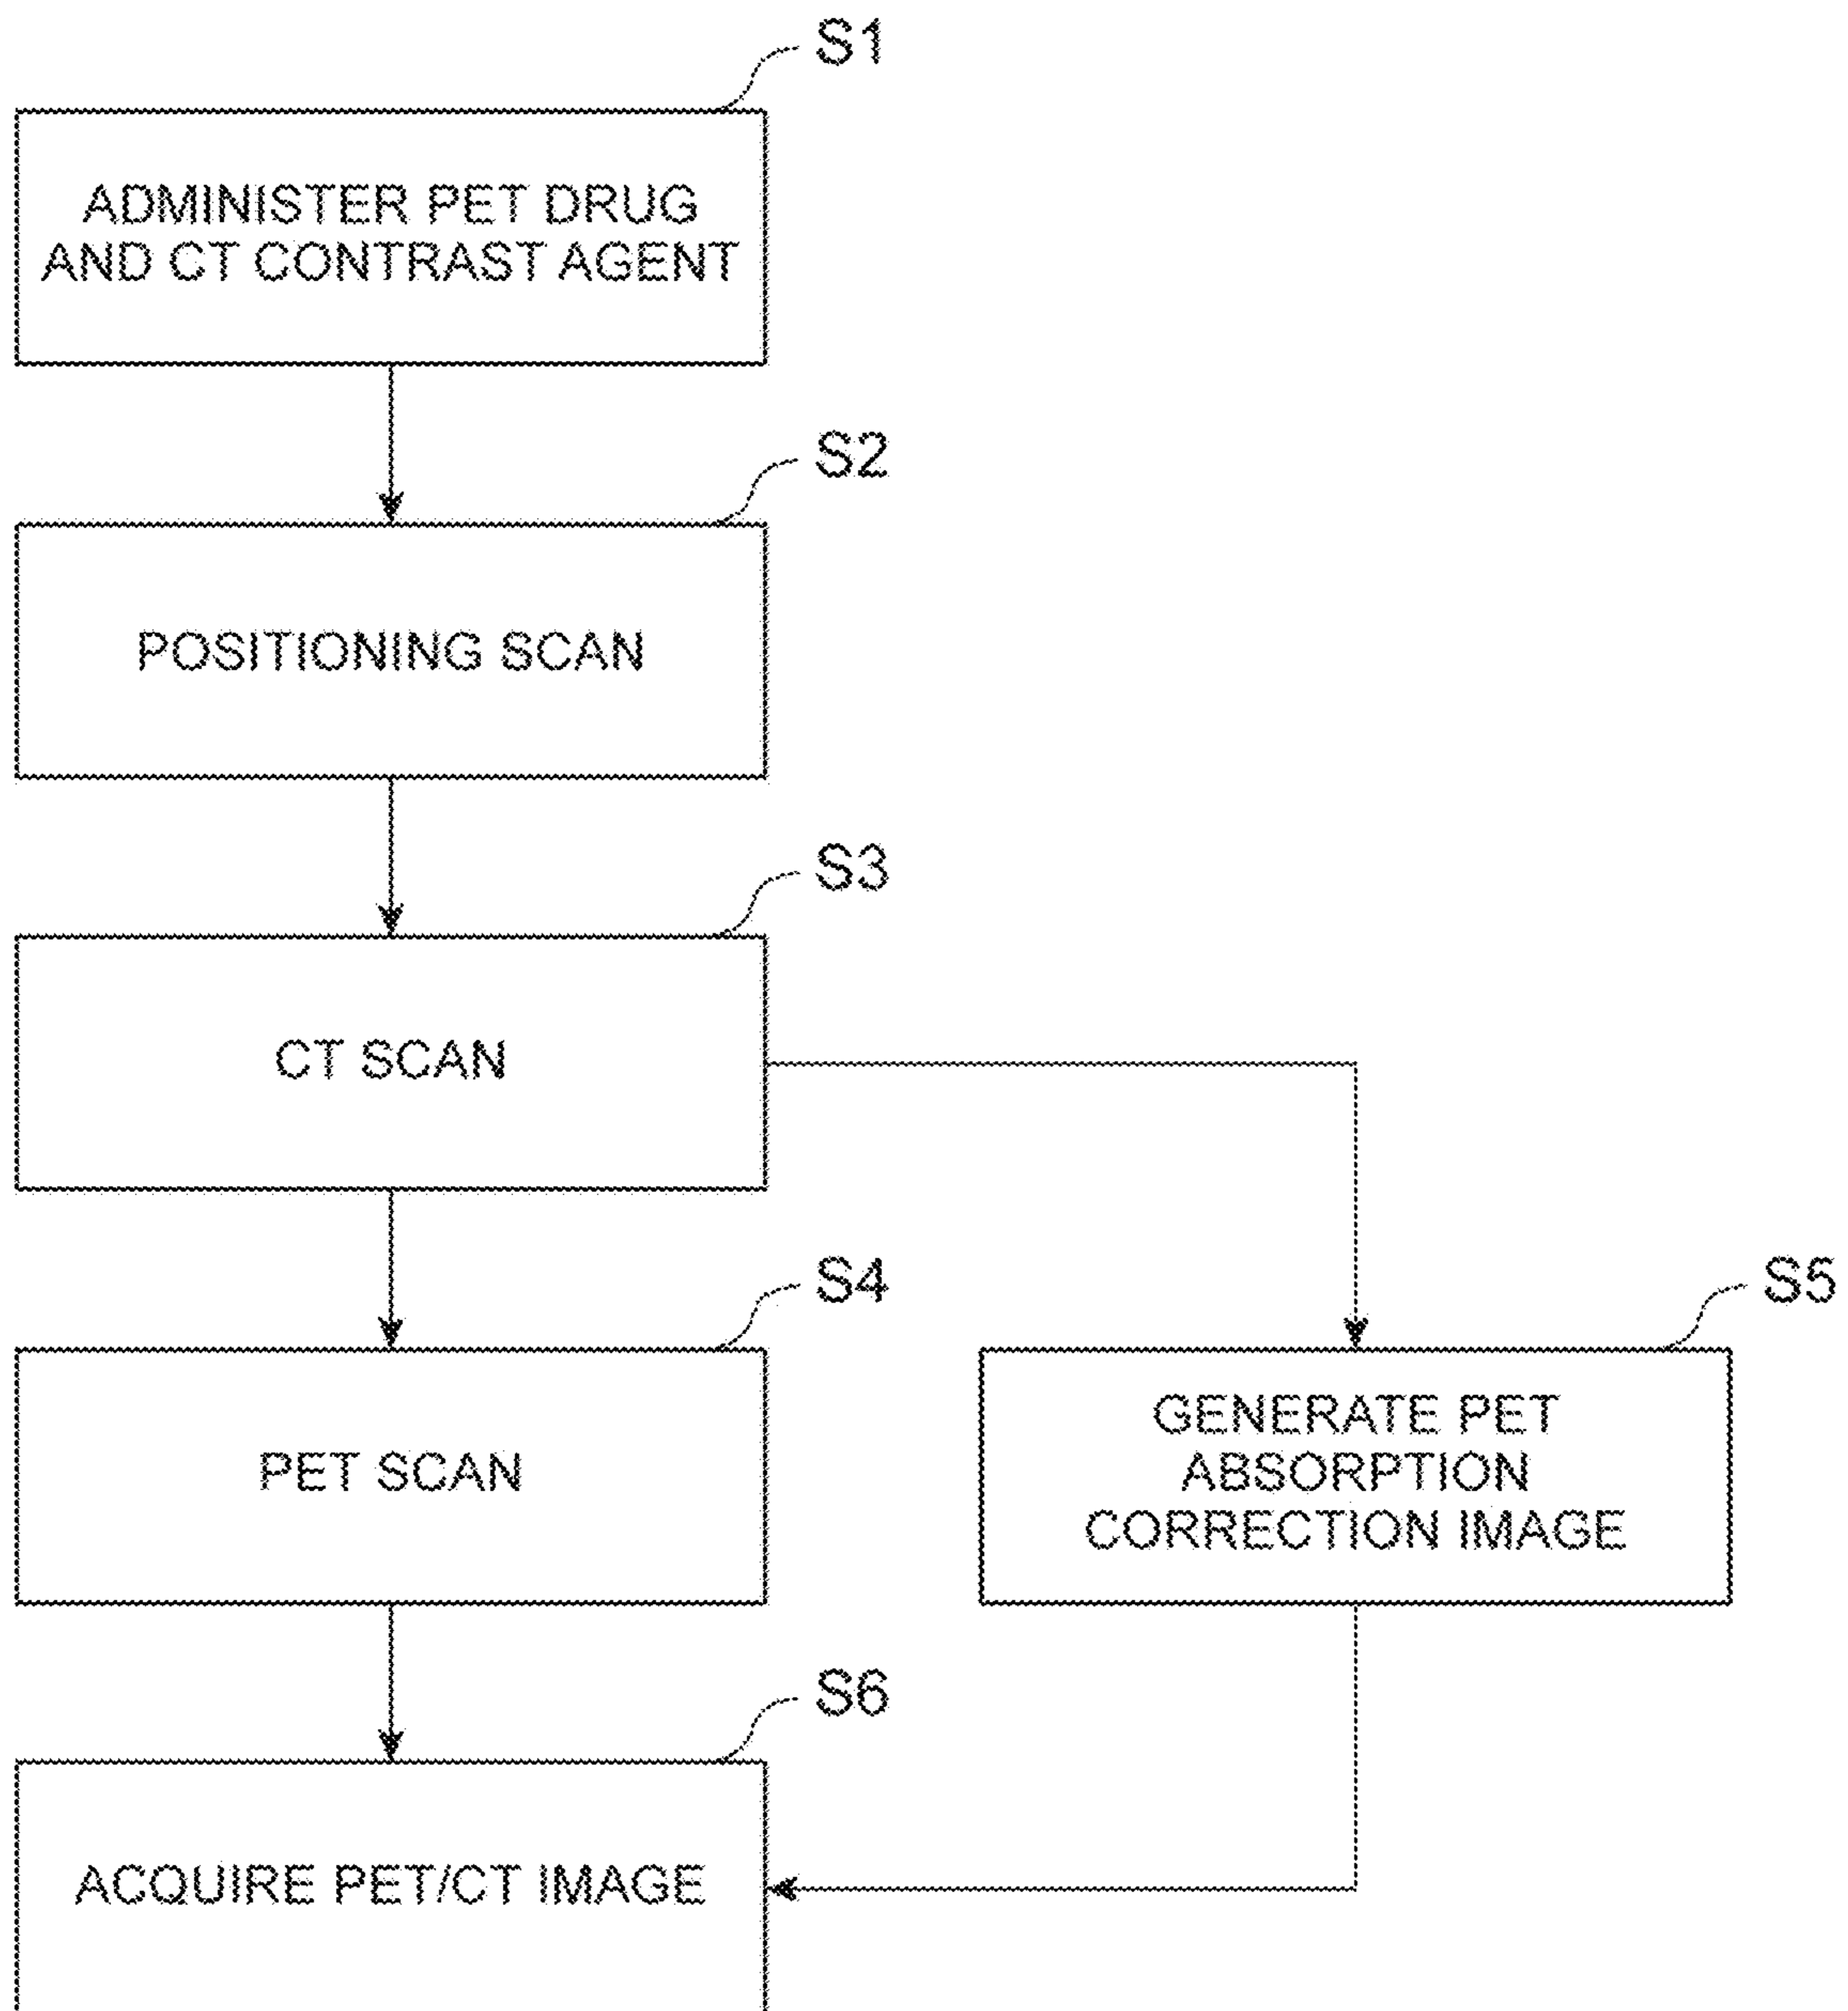 S1
ADMINISTER PET DRUG
AND CT CONTRAST AGENT
S2
POSITIONING SCAN
S3
CT SCAN
S4
PET SCAN
S5
GENERATE PET
ABSORPTION
CORRECTION IMAGE
S6
ACQUIRE PET/CT IMAGE